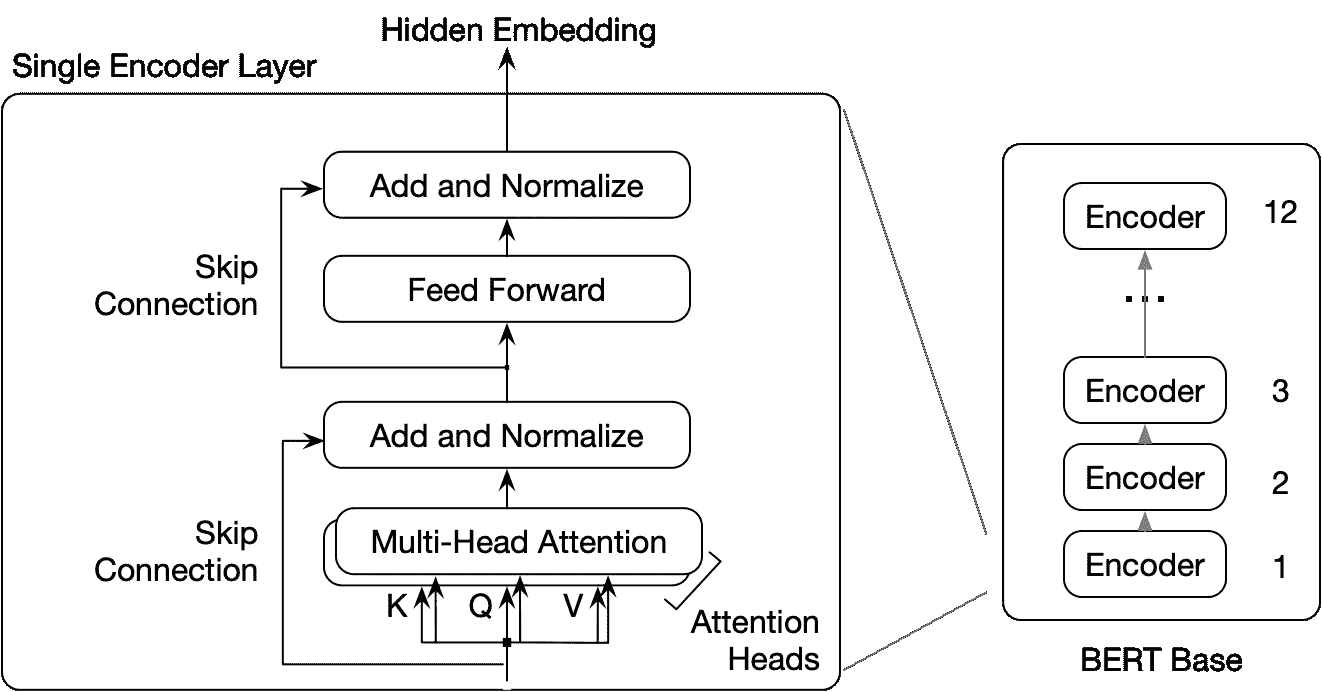 Hidden Embedding
Single Encoder Layer
Add and Normalize
Skip
Connection
Feed Forward
Add and Normalize
Skip
Connection
Multi-Head Attention
K Q V
Attention
Heads
Encoder 12
...
Encoder 3
Encoder 2
Encoder 1
BERT Base